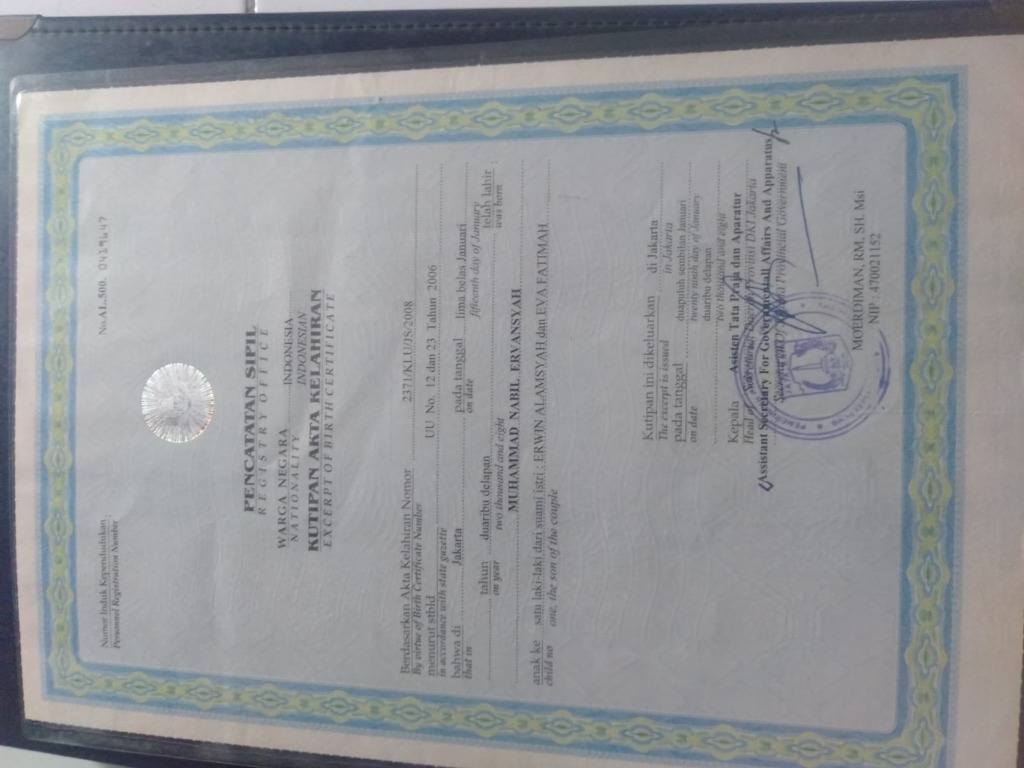 Nomor Induk Kependudukan :
Personnel Registration Number
No.AL.500.
PENCATATAN SIPIL
REGISTRY OFFICE
WARGA NEGARA INDONESIA
NATIONALITY INDONESIAN
KUTIPAN AKTA KELAHIRAN
EXCERPT OF BIRTH CERTIFICATE
Berdasarkan Akta Kelahiran Nomor 2371/KLU/JS/2008
By virtue of Birth Certificate Number
menurut stbld UU No. 12 dan 23 Tahun 2006
in accordance with state gazette
bahwa di Jakarta pada tanggal lima belas Januari
that in on date fifteenth day of January
tahun duaribu delapan telah lahir :
on year two thousand and eight was born
MUHAMMAD NABIL ERVANSYAH
anak ke satu laki-laki dari suami istri : ERWIN ALAMSYAH dan EVA FATIMAH
child no one, the son of the couple
Kutipan ini dikeluarkan di Jakarta
The excerpt is issued in Jakarta
pada tanggal duapuluh sembilan Januari
on date twenty ninth day of January
duaribu delapan
two thousand and eight
Kepala Asisten Tata Praja dan Aparatur
Head of Sekretariat Daerah Provinsi DKI Jakarta
Assistant Secretary For Governmentall Affairs And Apparatus
Provincial Government
MOERDIMAN, RM, SH. Msi
NIP : 470021152